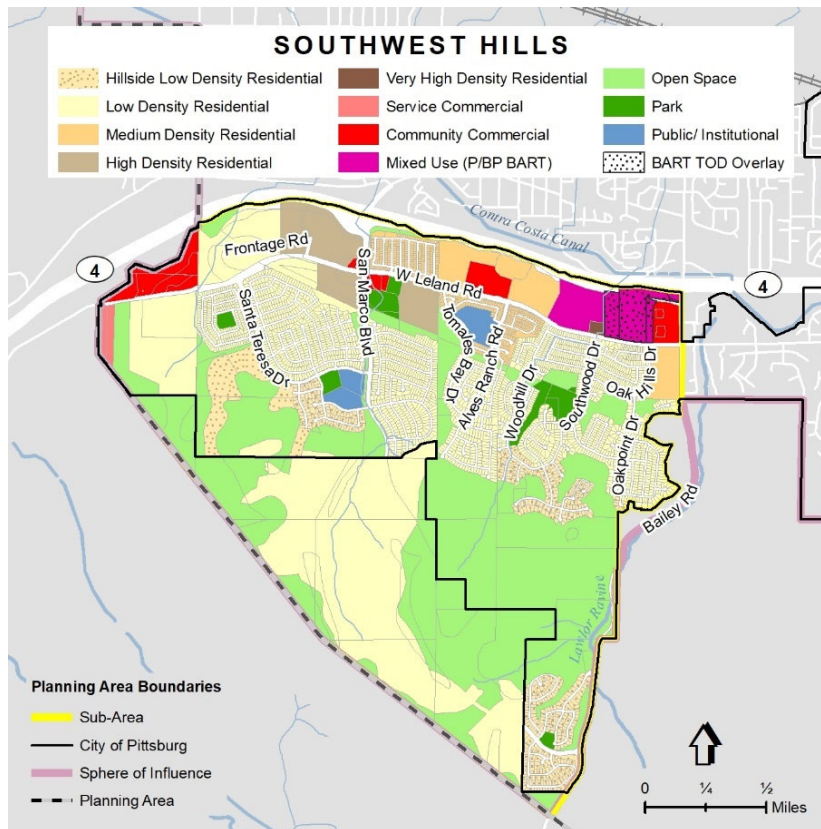 SOUTHWEST HILLS
Hillside Low Density Residential
Low Density Residential
Medium Density Residential
High Density Residential
Very High Density Residential
Service Commercial
Community Commercial
Mixed Use (P/BP BART)
Open Space
Park
Public/ Institutional
BART TOD Overlay
Contra Costa Canal
4
Frontage Rd
San Marco Blvd
W Leland Rd
4
Santa Teresa Dr
Tomales Bay Dr
Alves Ranch Rd
Woodhill Dr
Southwood Dr
Oak Hills Dr
Oakpoint Dr
Bailey Rd
Lawlor Ravine
Planning Area Boundaries
Sub-Area
City of Pittsburg
Sphere of Influence
Planning Area
0 ¼ ½
Miles